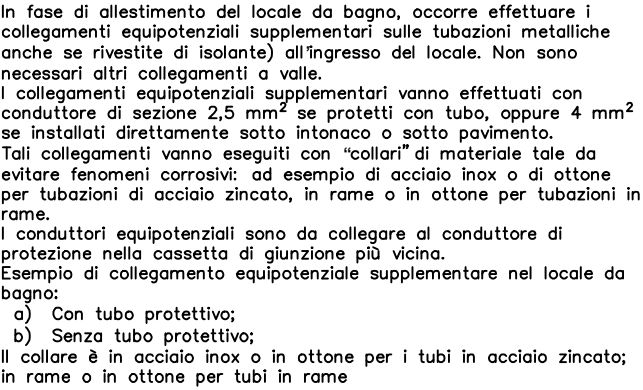 In fase di allestimento del locale da bagno, occorre effettuare i
collegamenti equipotenziali supplementari sulle tubazioni metalliche
anche se rivestite di isolante) all'ingresso del locale. Non sono
necessari altri collegamenti a valle.
I collegamenti equipotenziali supplementari vanno effettuati con
conduttore di sezione 2,5 mm² se protetti con tubo, oppure 4 mm²
se installati direttamente sotto intonaco o sotto pavimento.
Tali collegamenti vanno eseguiti con “collari” di materiale tale da
evitare fenomeni corrosivi: ad esempio di acciaio inox o di ottone
per tubazioni di acciaio zincato, in rame o in ottone per tubazioni in
rame.
I conduttori equipotenziali sono da collegare al conduttore di
protezione nella cassetta di giunzione più vicina.
Esempio di collegamento equipotenziale supplementare nel locale da
bagno:
a) Con tubo protettivo;
b) Senza tubo protettivo;
Il collare è in acciaio inox o in ottone per i tubi in acciaio zincato;
in rame o in ottone per tubi in rame